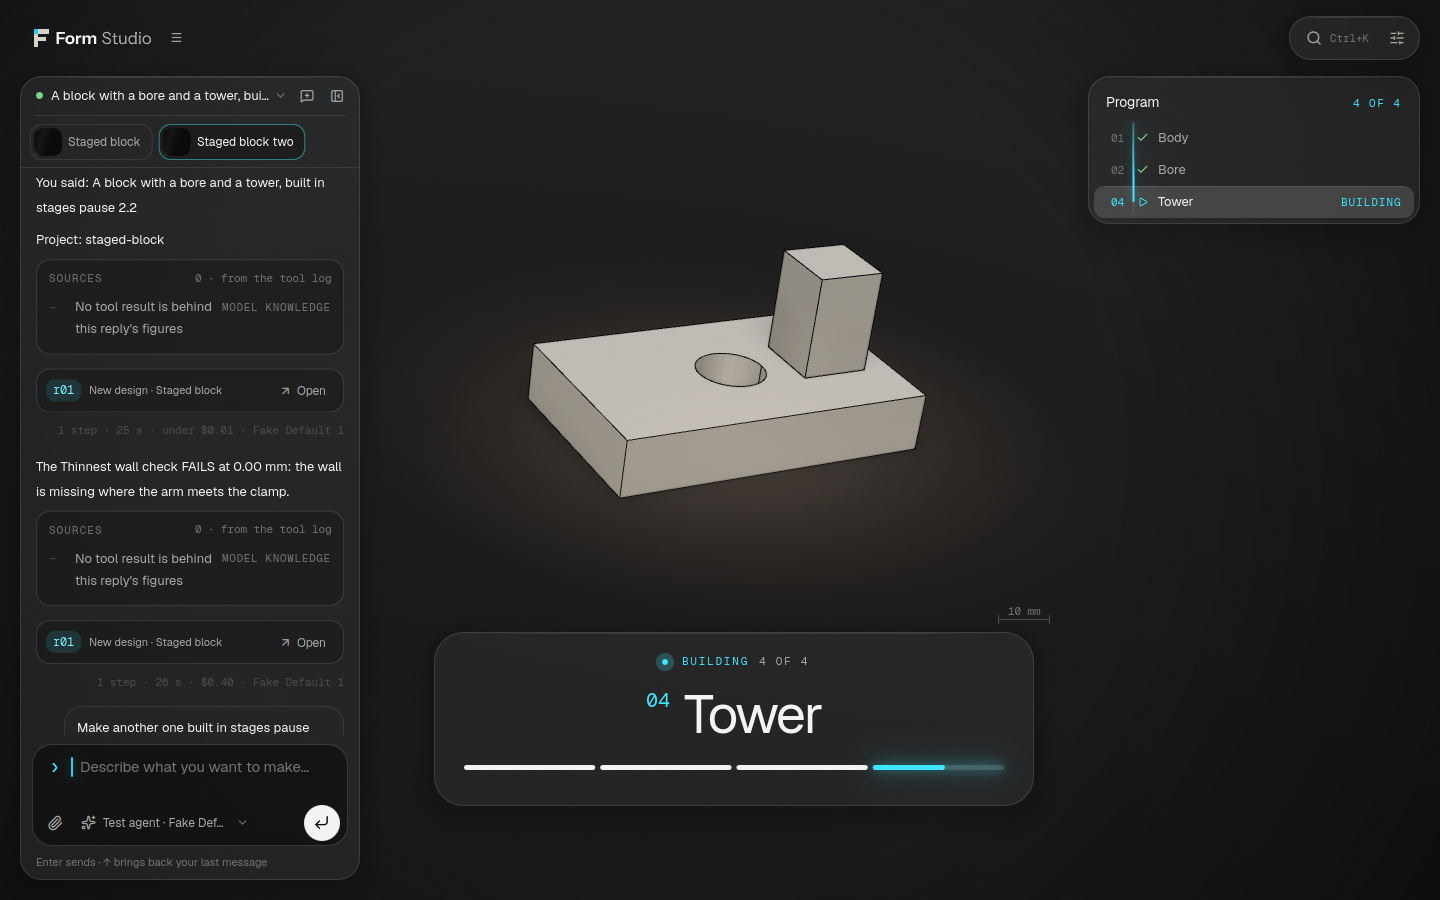 Form Studio
Ctrl+K
A block with a bore and a tower, bui...
Staged block
Staged block two
You said: A block with a bore and a tower, built in
stages pause 2.2
Project: staged-block
SOURCES
0 · from the tool log
– No tool result is behind MODEL KNOWLEDGE
this reply's figures
r01 New design · Staged block Open
1 step · 25 s · under $0.01 · Fake Default 1
The Thinnest wall check FAILS at 0.00 mm: the wall
is missing where the arm meets the clamp.
SOURCES
0 · from the tool log
– No tool result is behind MODEL KNOWLEDGE
this reply's figures
r01 New design · Staged block Open
1 step · 26 s · $0.40 · Fake Default 1
Make another one built in stages pause
Describe what you want to make...
Test agent · Fake Def...
Enter sends · ↑ brings back your last message
10 mm
BUILDING 4 OF 4
04 Tower
Program
4 OF 4
01 Body
02 Bore
04 Tower BUILDING